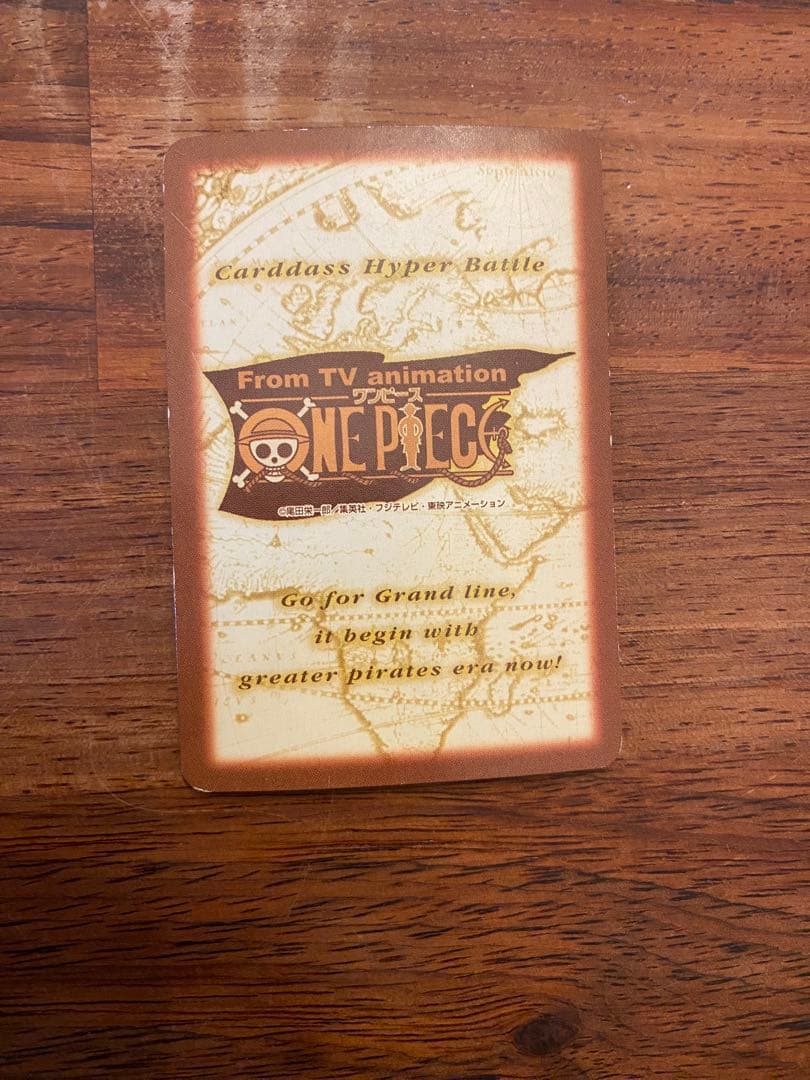 Septe
Carddass Hyper Battle
From TV animation
ワンピース
ONE PIECE
©尾田栄一郎／集英社・フジテレビ・東映アニメーション
Go for Grand line,
it begin with
greater pirates era now!